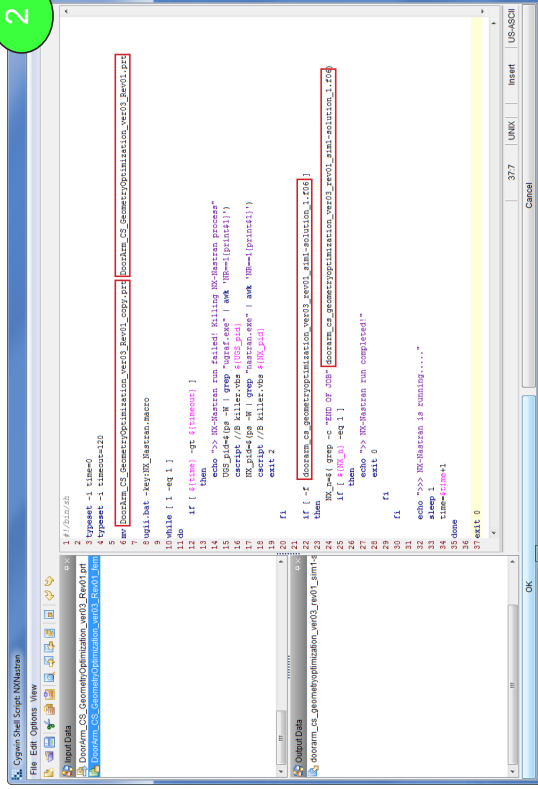 2
Cygwin Shell Script: NXNastran
File Edit Options View
Input Data
DoorArm_CS_GeometryOptimization_ver03_Rev01.prt
DoorArm_CS_GeometryOptimization_ver03_Rev01_fem
Output Data
doorarm_cs_geometryoptimization_ver03_rev01_sim1-s
1 #!/bin/sh
2
3 typeset -i time=0
4 typeset -i timeout=120
5
6 mv DoorArm_CS_GeometryOptimization_ver03_Rev01_copy.prt DoorArm_CS_GeometryOptimization_ver03_Rev01.prt
7
8 ugii.bat -key:NX_Nastran.macro
9
10 while [ 1 -eq 1 ]
11 do
12 if [ ${time} -gt ${timeout} ]
13 then
14 echo ">> NX-Nastran run failed! Killing NX-Nastran process"
15 UGS_pid=$(ps -W | grep "ugraf.exe" | awk 'NR==1{print$1}')
16 cscript //B killer.vbs ${UGS_pid}
17 NX_pid=$(ps -W | grep "nastran.exe" | awk 'NR==1{print$1}')
18 cscript //B killer.vbs ${NX_pid}
19 exit 2
20 fi
21
22 if [ -f doorarm_cs_geometryoptimization_ver03_rev01_sim1-solution_1.f06 ]
23 then
24 NX_n=$( grep -c "END OF JOB" doorarm_cs_geometryoptimization_ver03_rev01_sim1-solution_1.f06)
25 if [ ${NX_n} -eq 1 ]
26 then
27 echo ">> NX-Nastran run completed!"
28 exit 0
29 fi
30
31 fi
32 echo ">>> NX-Nastran is running....."
33 sleep 1
34 time=$time+1
35 done
36
37 exit 0
37:7 UNIX Insert US-ASCII
OK Cancel